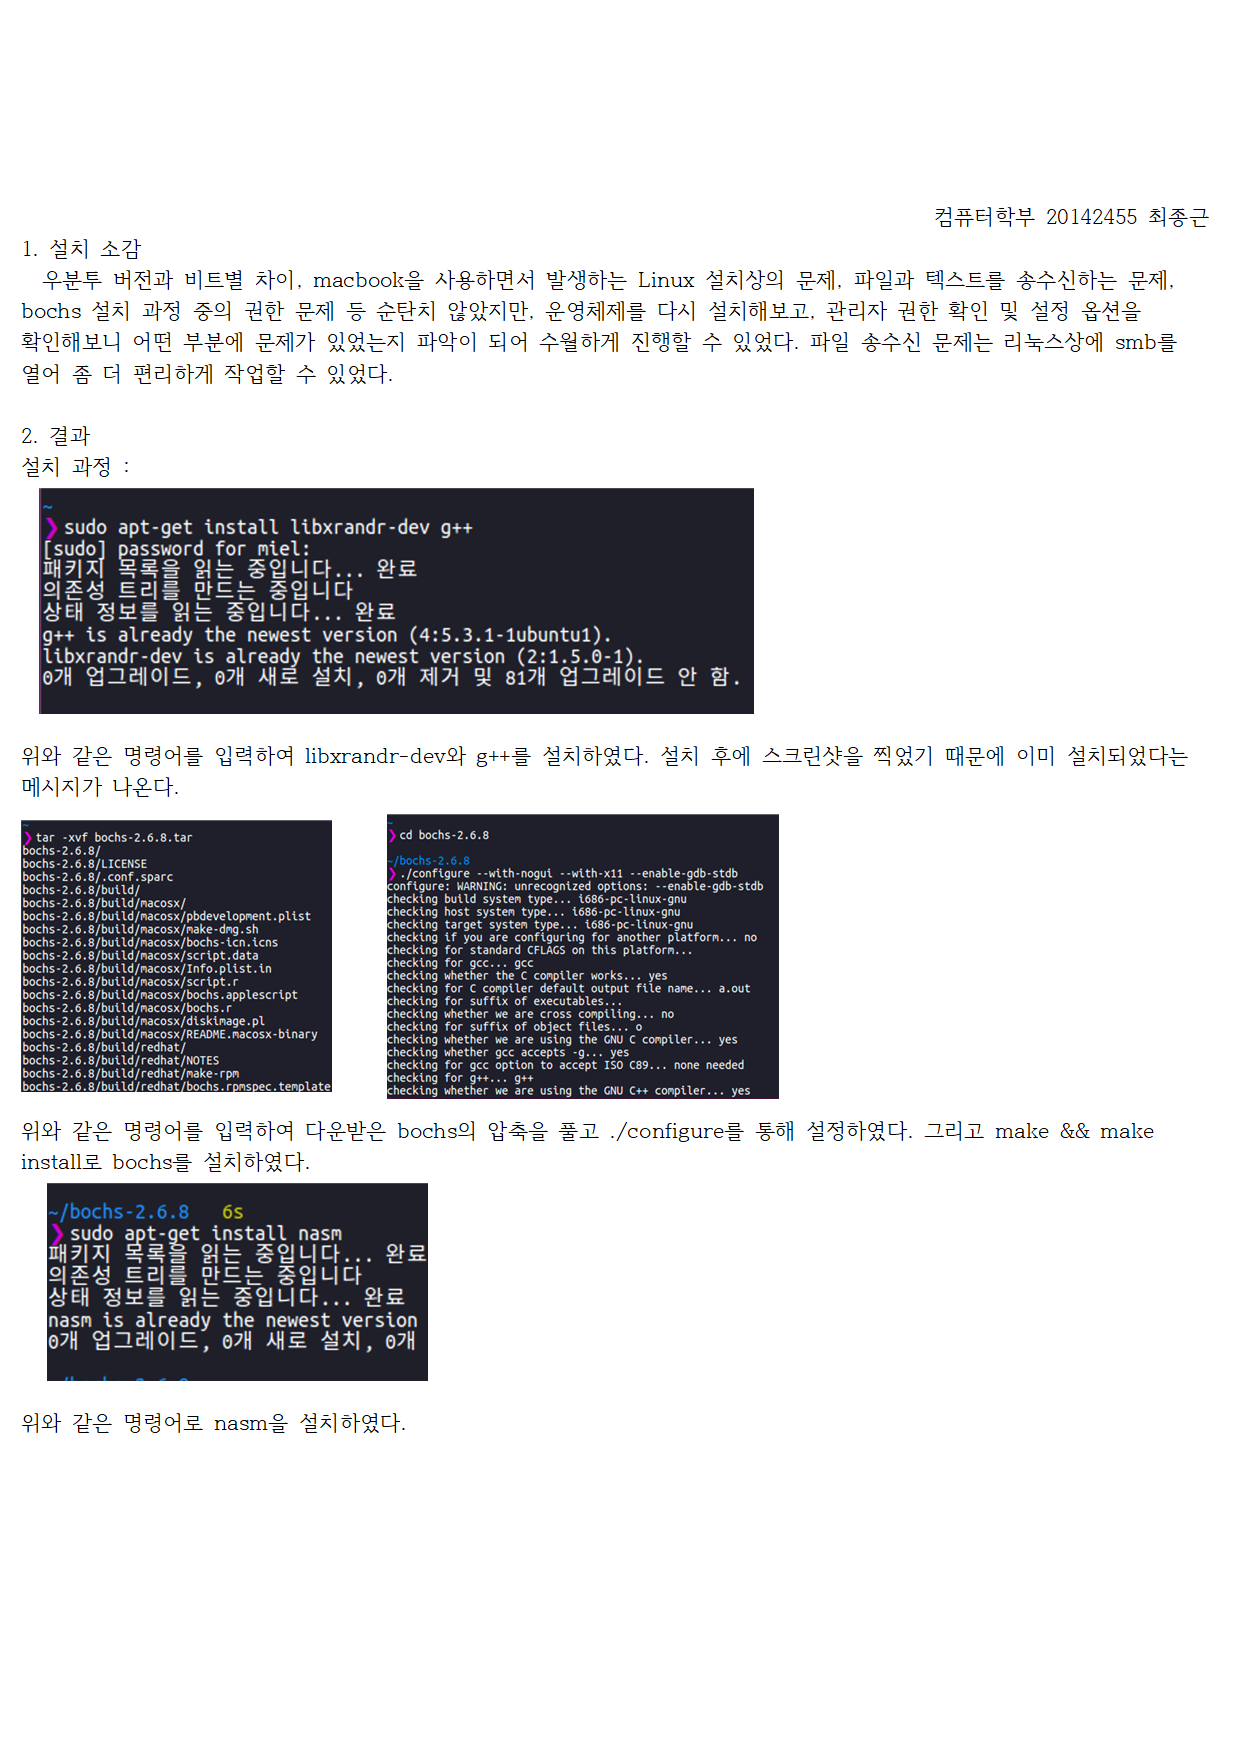 컴퓨터학부 20142455 최종근
1. 설치 소감
우분투 버전과 비트별 차이, macbook을 사용하면서 발생하는 Linux 설치상의 문제, 파일과 텍스트를 송수신하는 문제,
bochs 설치 과정 중의 권한 문제 등 순탄치 않았지만, 운영체제를 다시 설치해보고, 관리자 권한 확인 및 설정 옵션을
확인해보니 어떤 부분에 문제가 있었는지 파악이 되어 수월하게 진행할 수 있었다. 파일 송수신 문제는 리눅스상에 smb를
열어 좀 더 편리하게 작업할 수 있었다.
2. 결과
설치 과정 :
~
❯ sudo apt-get install libxrandr-dev g++
[sudo] password for miel:
패키지 목록을 읽는 중입니다... 완료
의존성 트리를 만드는 중입니다
상태 정보를 읽는 중입니다... 완료
g++ is already the newest version (4:5.3.1-1ubuntu1).
libxrandr-dev is already the newest version (2:1.5.0-1).
0개 업그레이드, 0개 새로 설치, 0개 제거 및 81개 업그레이드 안 함.
위와 같은 명령어를 입력하여 libxrandr-dev와 g++를 설치하였다. 설치 후에 스크린샷을 찍었기 때문에 이미 설치되었다는
메시지가 나온다.
~
❯ tar -xvf bochs-2.6.8.tar
bochs-2.6.8/
bochs-2.6.8/LICENSE
bochs-2.6.8/.conf.sparc
bochs-2.6.8/build/
bochs-2.6.8/build/macosx/
bochs-2.6.8/build/macosx/pbdevelopment.plist
bochs-2.6.8/build/macosx/make-dmg.sh
bochs-2.6.8/build/macosx/bochs-icn.icns
bochs-2.6.8/build/macosx/script.data
bochs-2.6.8/build/macosx/Info.plist.in
bochs-2.6.8/build/macosx/script.r
bochs-2.6.8/build/macosx/bochs.applescript
bochs-2.6.8/build/macosx/bochs.r
bochs-2.6.8/build/macosx/diskimage.pl
bochs-2.6.8/build/macosx/README.macosx-binary
bochs-2.6.8/build/redhat/
bochs-2.6.8/build/redhat/NOTES
bochs-2.6.8/build/redhat/make-rpm
bochs-2.6.8/build/redhat/bochs.rpmspec.template
~
❯ cd bochs-2.6.8
~/bochs-2.6.8
❯ ./configure --with-nogui --with-x11 --enable-gdb-stdb
configure: WARNING: unrecognized options: --enable-gdb-stdb
checking build system type... i686-pc-linux-gnu
checking host system type... i686-pc-linux-gnu
checking target system type... i686-pc-linux-gnu
checking if you are configuring for another platform... no
checking for standard CFLAGS on this platform...
checking for gcc... gcc
checking whether the C compiler works... yes
checking for C compiler default output file name... a.out
checking for suffix of executables...
checking whether we are cross compiling... no
checking for suffix of object files... o
checking whether we are using the GNU C compiler... yes
checking whether gcc accepts -g... yes
checking for gcc option to accept ISO C89... none needed
checking for g++... g++
checking whether we are using the GNU C++ compiler... yes
위와 같은 명령어를 입력하여 다운받은 bochs의 압축을 풀고 ./configure를 통해 설정하였다. 그리고 make && make
install로 bochs를 설치하였다.
~/bochs-2.6.8 6s
❯ sudo apt-get install nasm
패키지 목록을 읽는 중입니다... 완료
의존성 트리를 만드는 중입니다
상태 정보를 읽는 중입니다... 완료
nasm is already the newest version
0개 업그레이드, 0개 새로 설치, 0개
위와 같은 명령어로 nasm을 설치하였다.